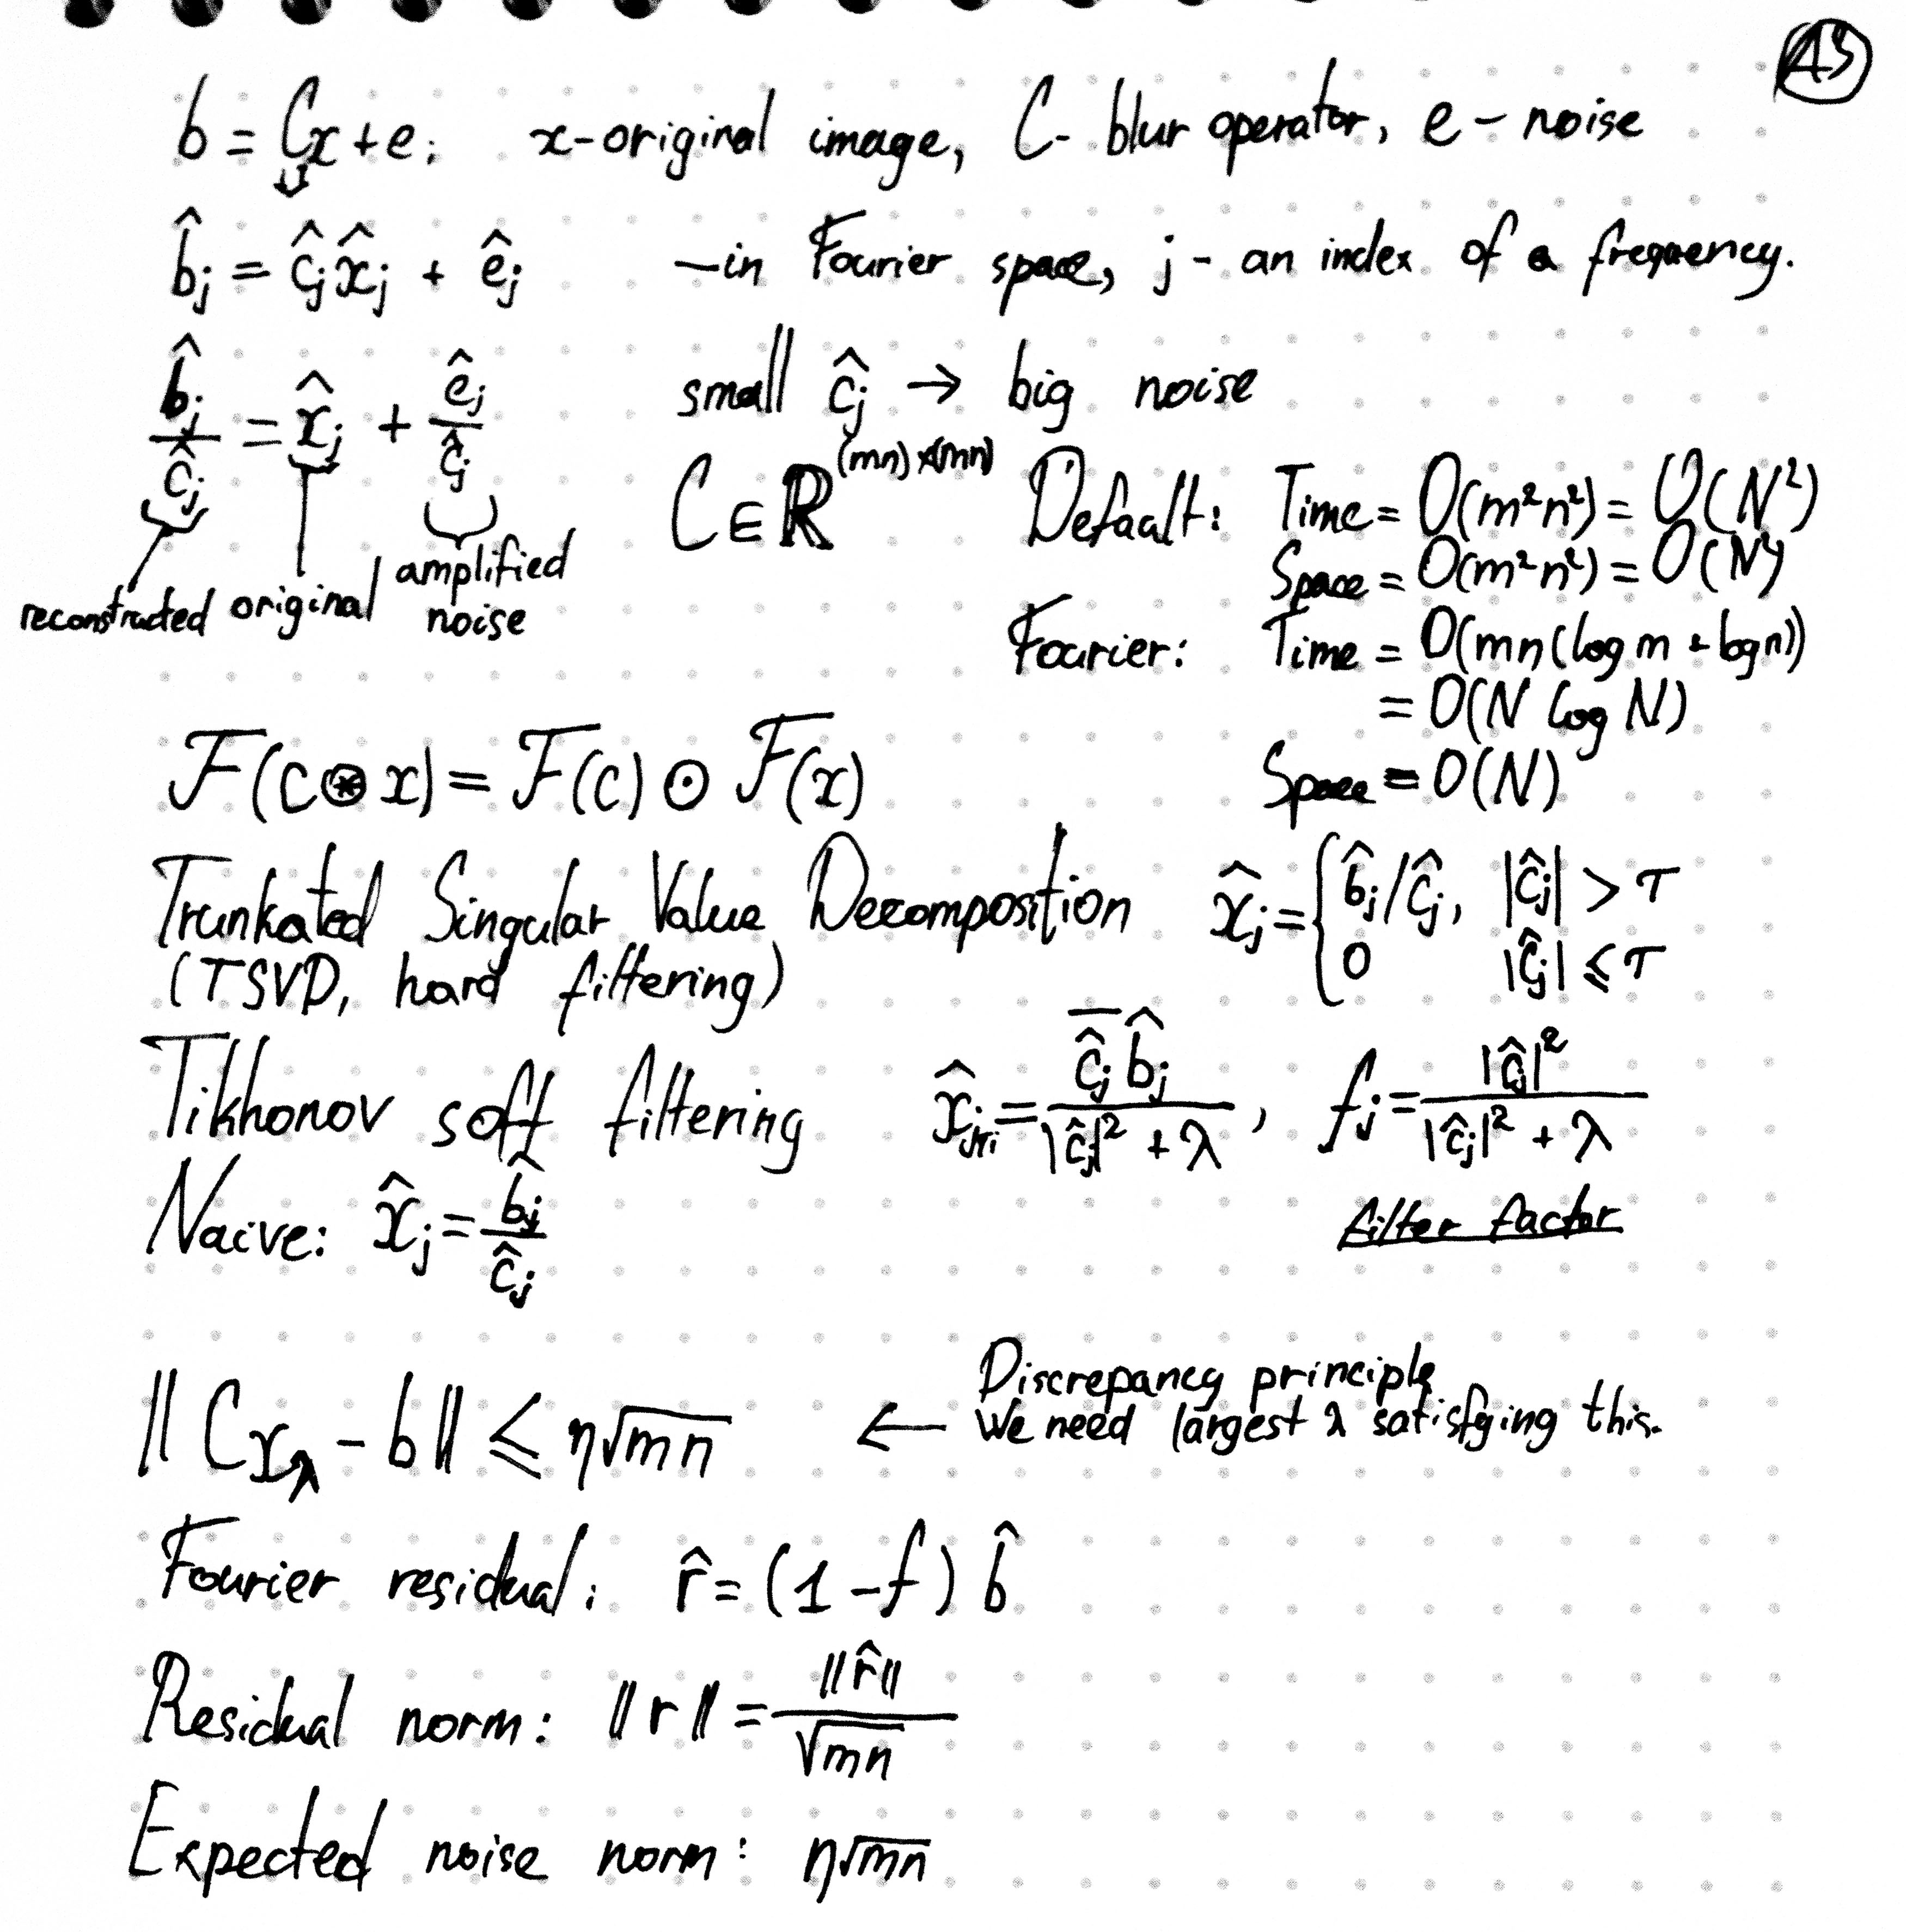 A5
b = Cx + e; x-original image, C- blur operator, e - noise
⇓
b̂_j = ĉ_j x̂_j + ê_j -in Fourier space, j - an index of a frequency.
b̂_j / ĉ_j = x̂_j + ê_j / ĉ_j small ĉ_j → big noise
reconstructed original amplified noise
C ∈ ℝ^{(mn)×(mn)} Default: Time = O(m²n²) = O(N²)
Space = O(m²n²) = O(N²)
Fourier: Time = O(mn(log m + log n))
= O(N log N)
Space = O(N)
ℱ(c ⊛ x) = ℱ(c) ⊙ ℱ(x)
Trunkated Singular Value Decomposition x̂_j = { b̂_j/ĉ_j, |ĉ_j| > τ
(TSVD, hard filtering) 0 |ĉ_j| ⩽ τ
Tikhonov soft filtering x̂_j = \overline{ĉ_j} b̂_j / (|ĉ_j|² + λ), f_j = |ĉ_j|² / (|ĉ_j|² + λ)
filter factor
Naive: x̂_j = b̂_j / ĉ_j
‖Cx_λ - b‖ ⩽ η√mn ← Discrepancy principle
We need largest λ satisfying this.
Fourier residual: r̂ = (1 - f) b̂
Residual norm: ‖r‖ = ‖r̂‖ / √mn
Expected noise norm: η√mn